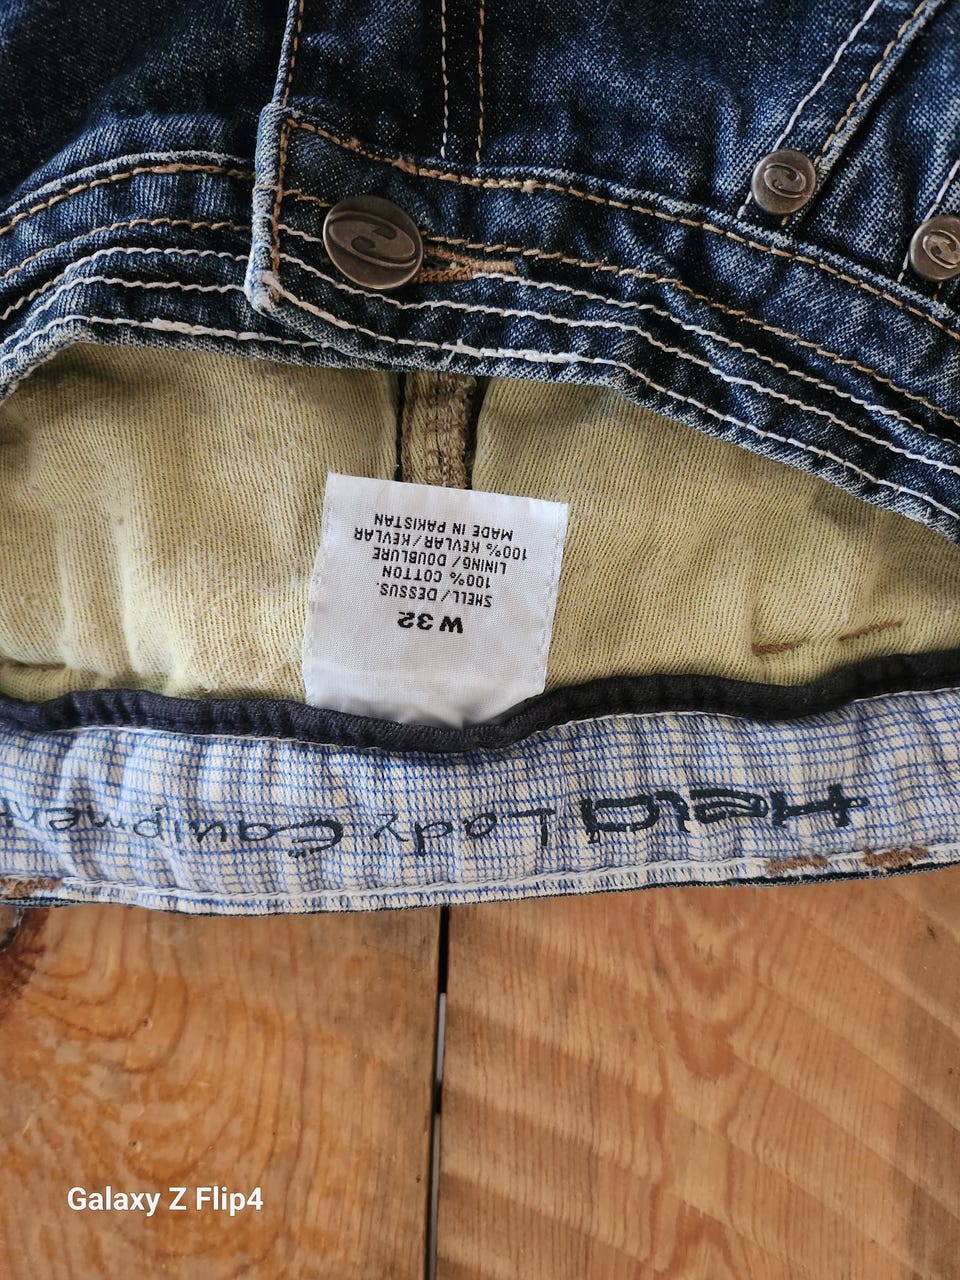 W 32
SHELL / DESSUS.
100% COTTON
LINING / DOUBLURE
100% KEVLAR / KEVLAR
MADE IN PAKISTAN
Held Lady Equipment
Galaxy Z Flip4